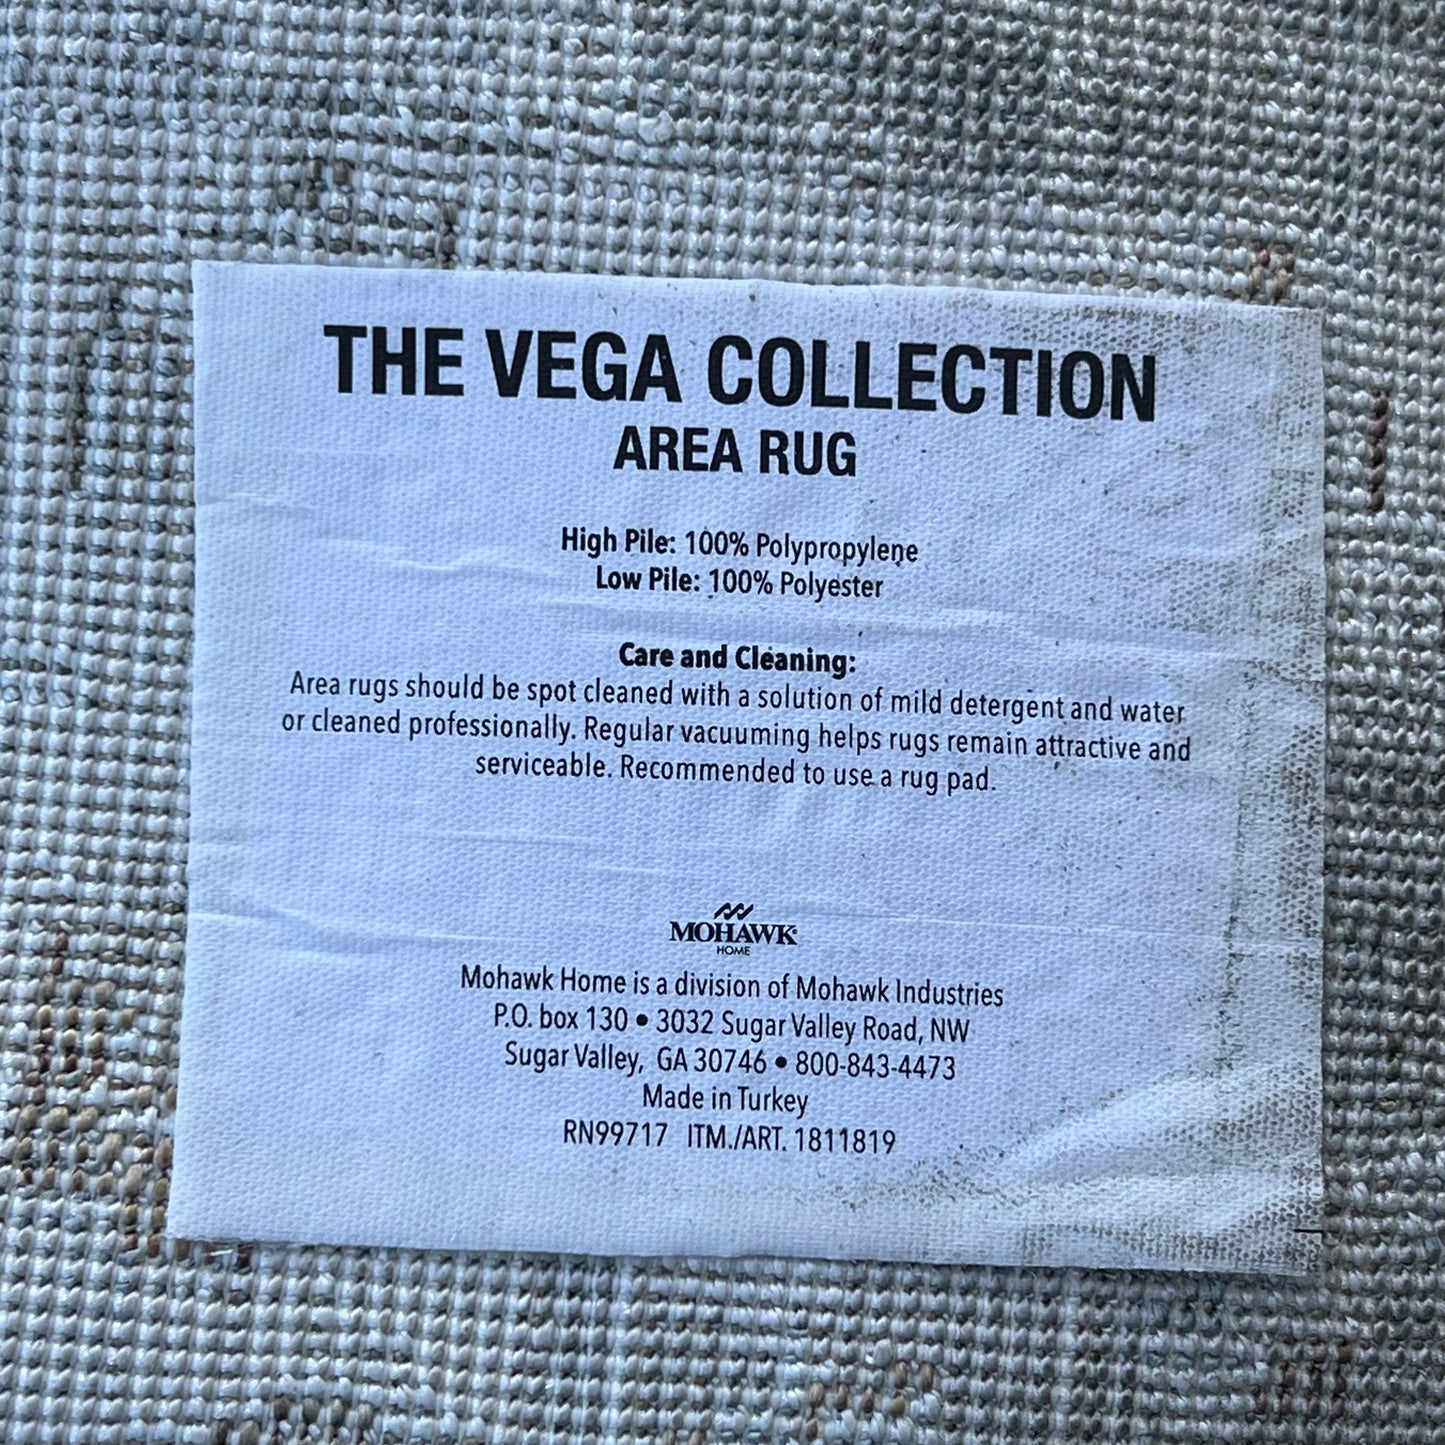 THE VEGA COLLECTION
AREA RUG
High Pile: 100% Polypropylene
Low Pile: 100% Polyester
Care and Cleaning:
Area rugs should be spot cleaned with a solution of mild detergent and water
or cleaned professionally. Regular vacuuming helps rugs remain attractive and
serviceable. Recommended to use a rug pad.
MOHAWK
HOME
Mohawk Home is a division of Mohawk Industries
P.O. box 130 • 3032 Sugar Valley Road, NW
Sugar Valley, GA 30746 • 800-843-4473
Made in Turkey
RN99717 ITM./ART. 1811819